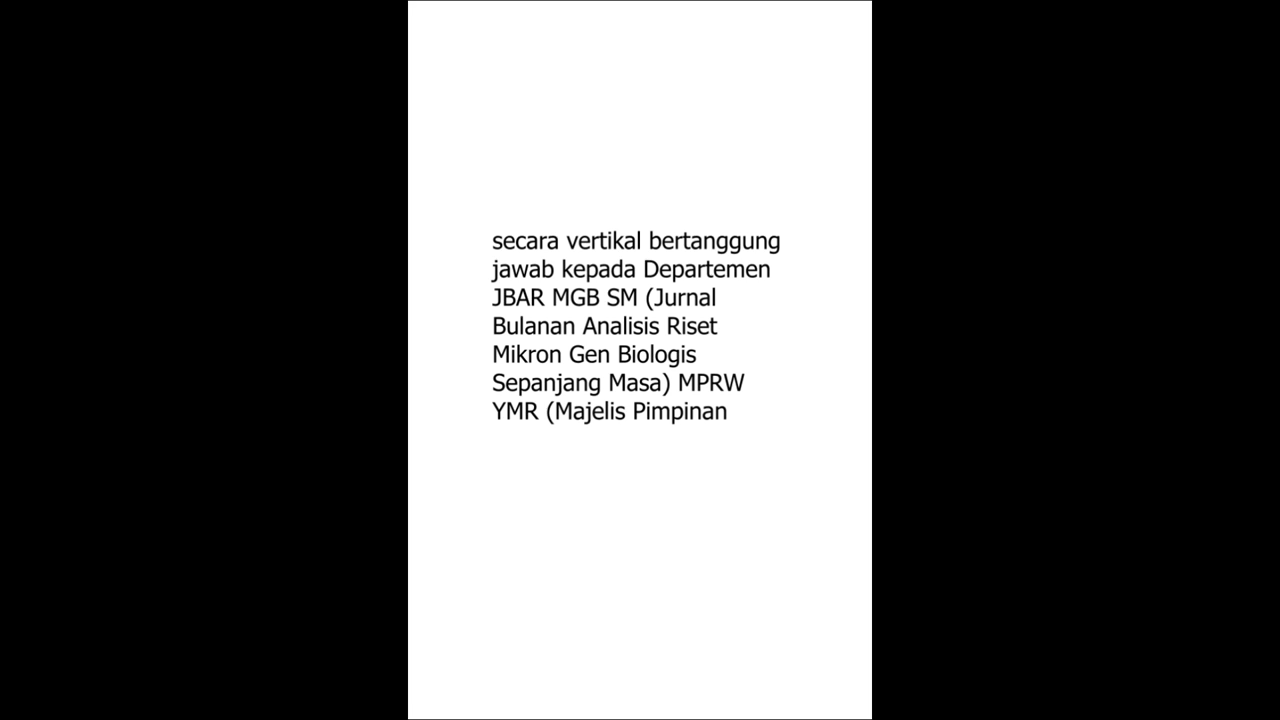 secara vertikal bertanggung
jawab kepada Departemen
JBAR MGB SM (Jurnal
Bulanan Analisis Riset
Mikron Gen Biologis
Sepanjang Masa) MPRW
YMR (Majelis Pimpinan